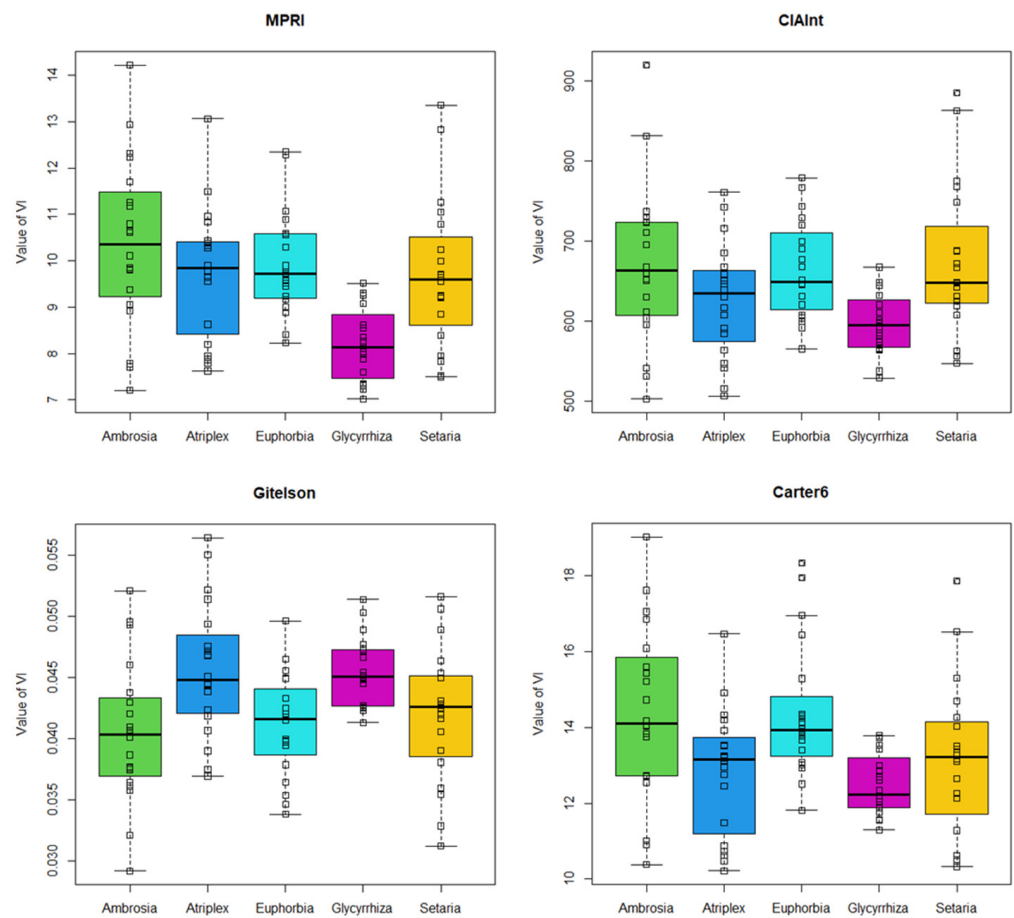 MPRI
Value of VI
14
13
12
11
10
9
8
7
Ambrosia Atriplex Euphorbia Glycyrrhiza Setaria
CIAInt
Value of VI
900
800
700
600
500
Ambrosia Atriplex Euphorbia Glycyrrhiza Setaria
Gitelson
Value of VI
0.055
0.050
0.045
0.040
0.035
0.030
Ambrosia Atriplex Euphorbia Glycyrrhiza Setaria
Carter6
Value of VI
18
16
14
12
10
Ambrosia Atriplex Euphorbia Glycyrrhiza Setaria